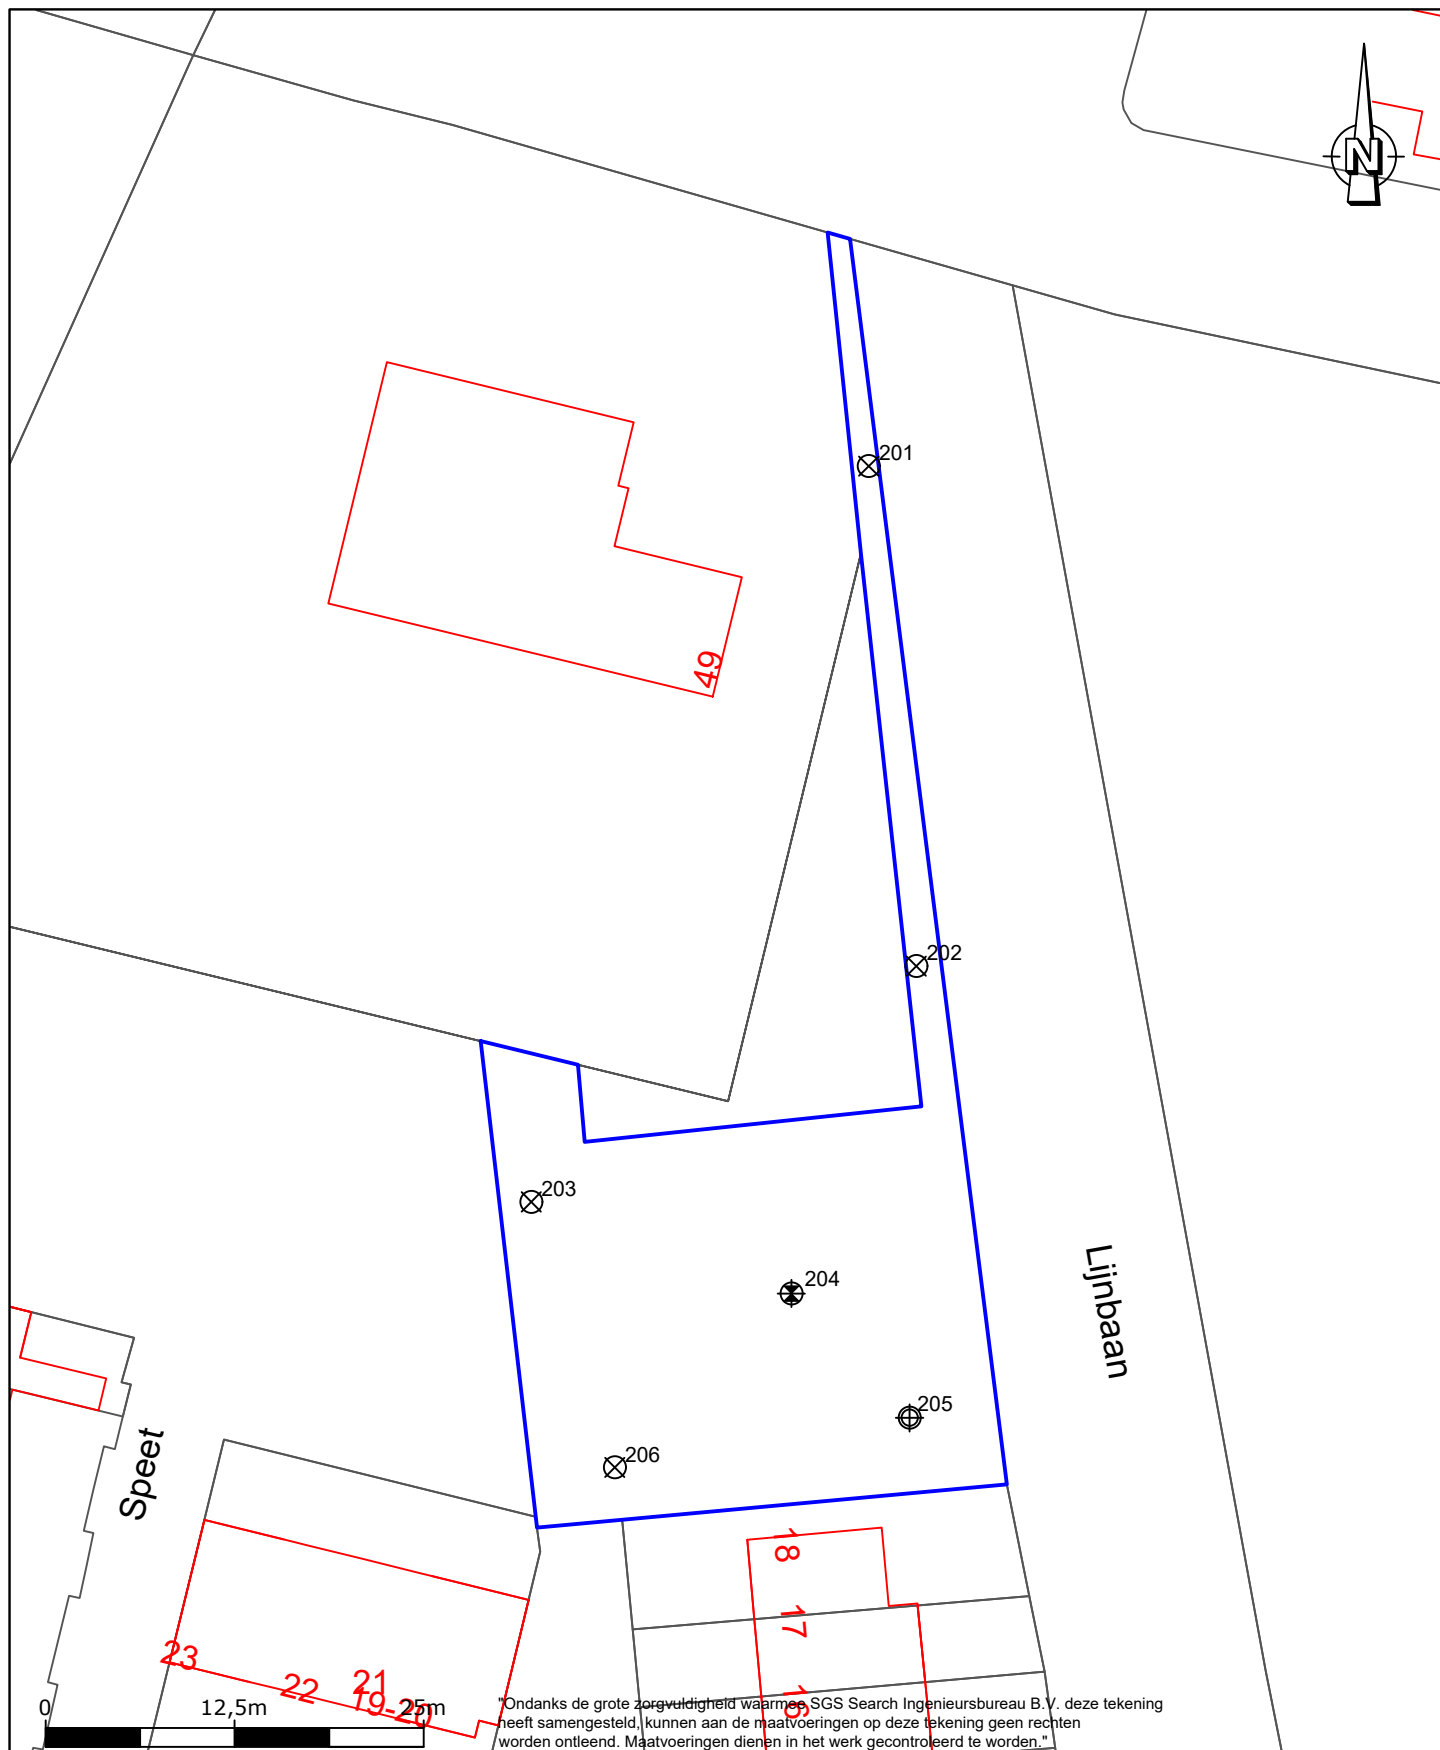 N
201
49
202
203
204
Lijnbaan
205
Speet
206
18
17
23
22
21
19-20
16
0 12,5m 25m
"Ondanks de grote zorgvuldigheid waarmee SGS Search Ingenieursbureau B.V. deze tekening
heeft samengesteld, kunnen aan de maatvoeringen op deze tekening geen rechten
worden ontleend. Maatvoeringen dienen in het werk gecontroleerd te worden."